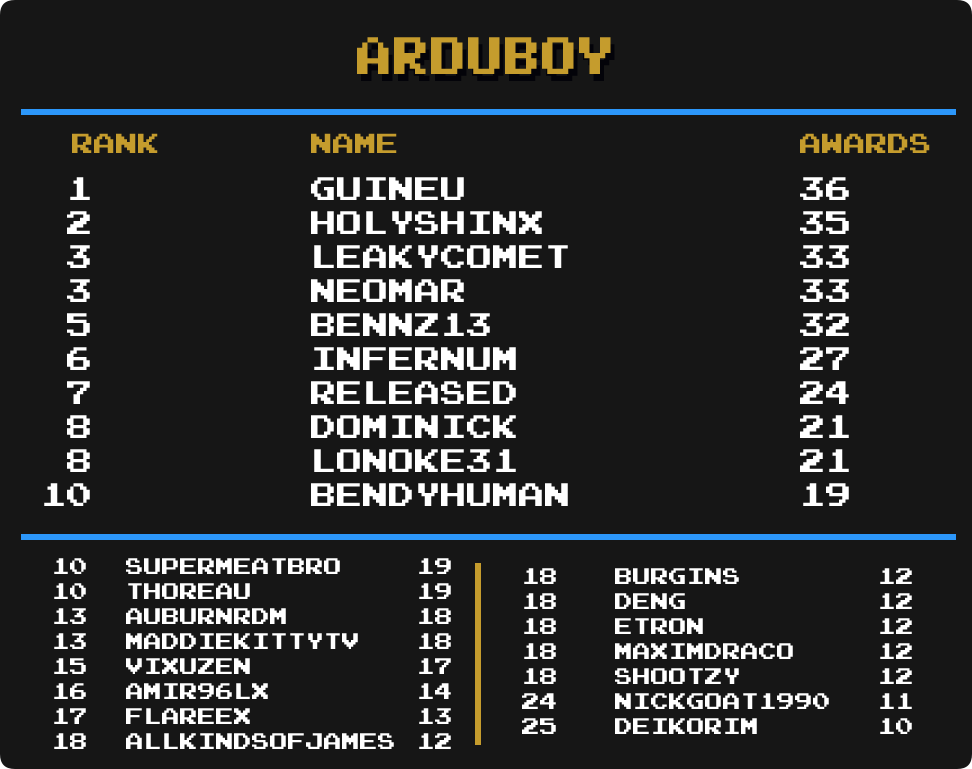 ARDUBOY
RANK NAME AWARDS
1 GUINEU 36
2 HOLYSHINX 35
3 LEAKYCOMET 33
3 NEOMAR 33
5 BENNZ13 32
6 INFERNUM 27
7 RELEASED 24
8 DOMINICK 21
8 LONOKE31 21
10 BENDYHUMAN 19
10 SUPERMEATBRO 19
10 THOREAU 19
13 AUBURNRDM 18
13 MADDIEKITTYTV 18
15 VIXUZEN 17
16 AMIR96LX 14
17 FLAREEX 13
18 ALLKINDSOFJAMES 12
18 BURGINS 12
18 DENG 12
18 ETRON 12
18 MAXIMDRACO 12
18 SHOOTZY 12
24 NICKGOAT1990 11
25 DEIKORIM 10